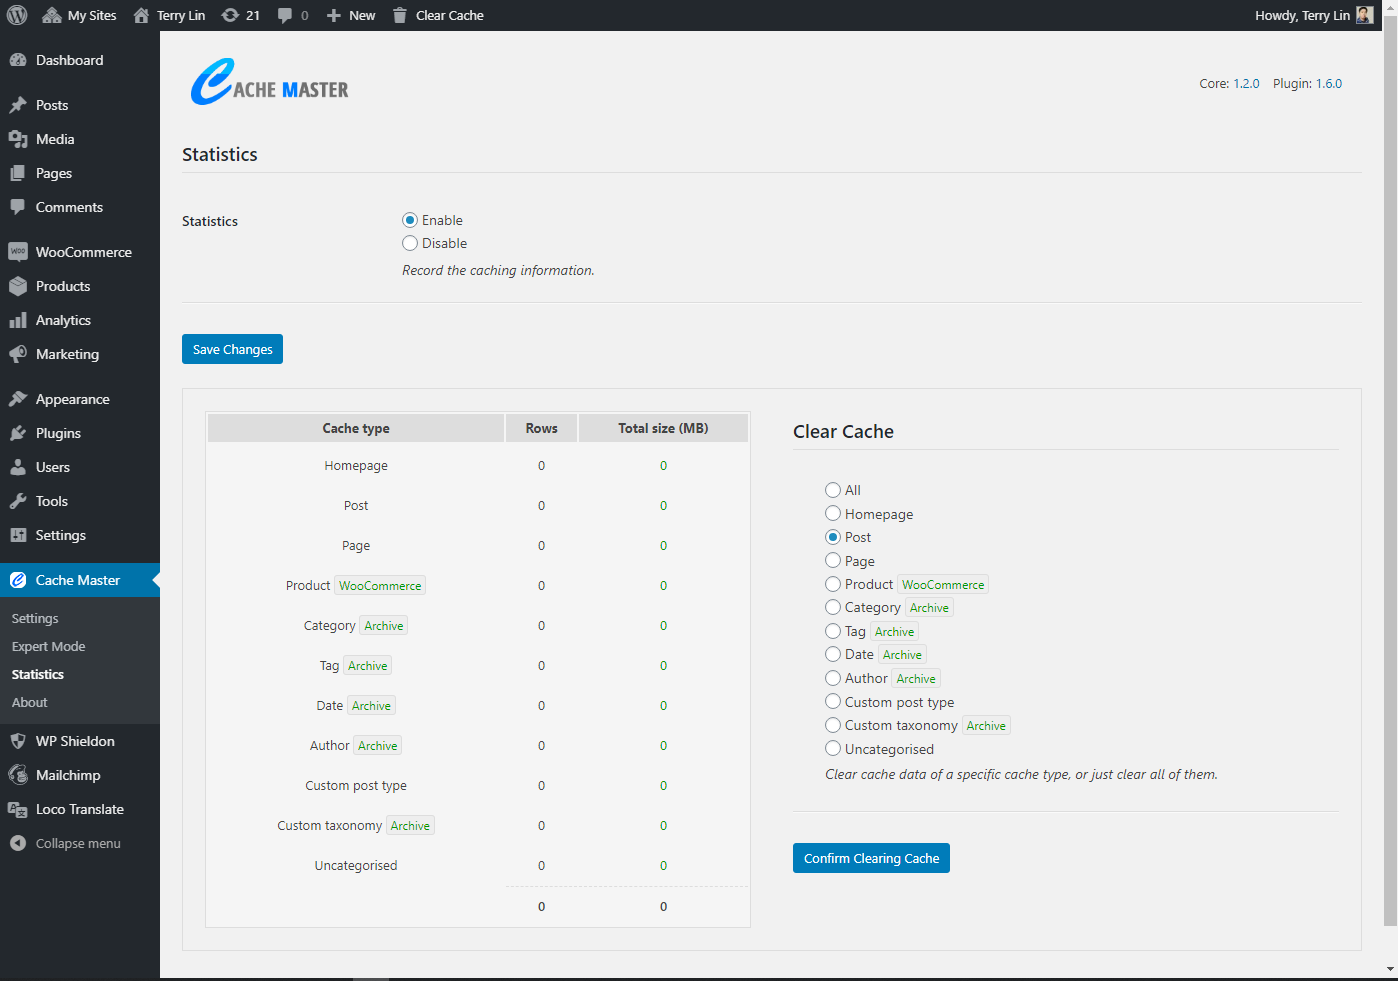 My Sites Terry Lin 21 0 New Clear Cache Howdy, Terry Lin
Dashboard
Posts
Media
Pages
Comments
WooCommerce
Products
Analytics
Marketing
Appearance
Plugins
Users
Tools
Settings
Cache Master
Settings
Expert Mode
Statistics
About
WP Shieldon
Mailchimp
Loco Translate
Collapse menu
CACHE MASTER
Core: 1.2.0 Plugin: 1.6.0
Statistics
Statistics
Enable
Disable
Record the caching information.
Save Changes
Cache type Rows Total size (MB)
Homepage 0 0
Post 0 0
Page 0 0
Product WooCommerce 0 0
Category Archive 0 0
Tag Archive 0 0
Date Archive 0 0
Author Archive 0 0
Custom post type 0 0
Custom taxonomy Archive 0 0
Uncategorised 0 0
0 0
Clear Cache
All
Homepage
Post
Page
Product WooCommerce
Category Archive
Tag Archive
Date Archive
Author Archive
Custom post type
Custom taxonomy Archive
Uncategorised
Clear cache data of a specific cache type, or just clear all of them.
Confirm Clearing Cache